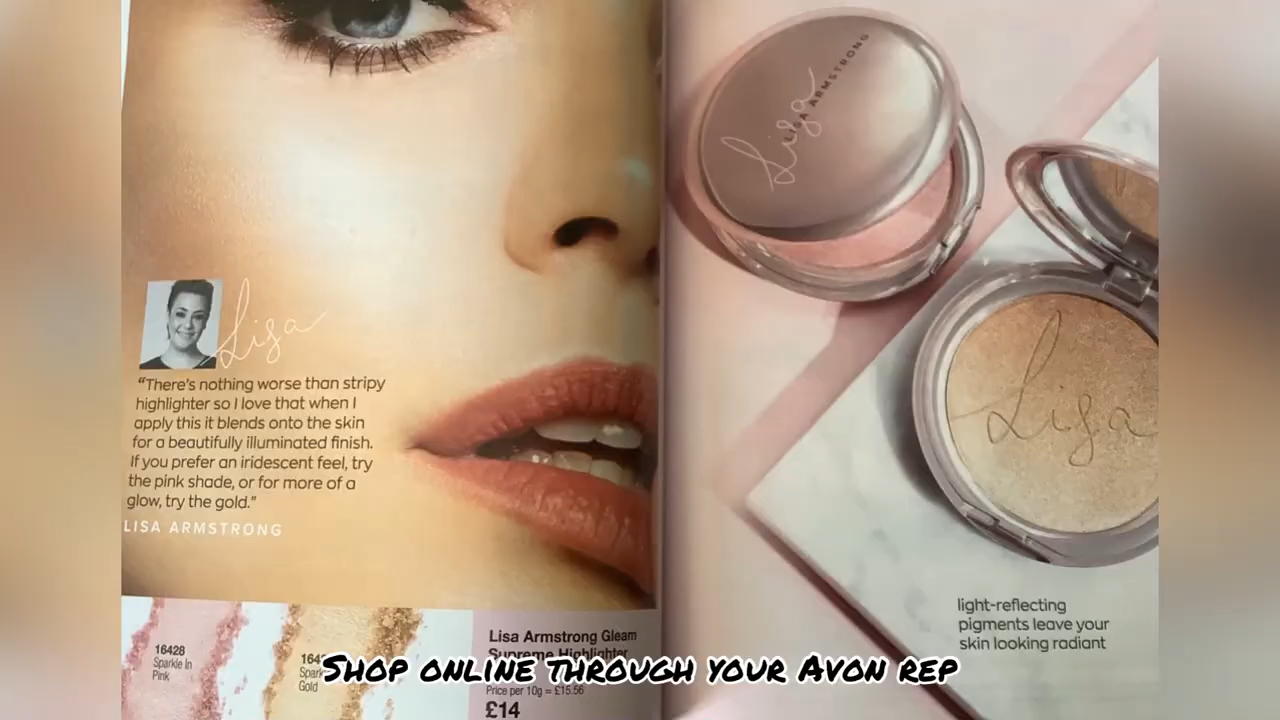 Lisa
"There's nothing worse than stripy
highlighter so I love that when I
apply this it blends onto the skin
for a beautifully illuminated finish.
If you prefer an iridescent feel, try
the pink shade, or for more of a
glow, try the gold."
LISA ARMSTRONG
16428
Sparkle In
Pink
Gold
Lisa Armstrong Gleam
Supreme Highlighter
Price per 10g = £15.56
£14
Lisa
LISA ARMSTRONG
Lisa
light-reflecting
pigments leave your
skin looking radiant
SHOP ONLINE THROUGH YOUR AVON REP